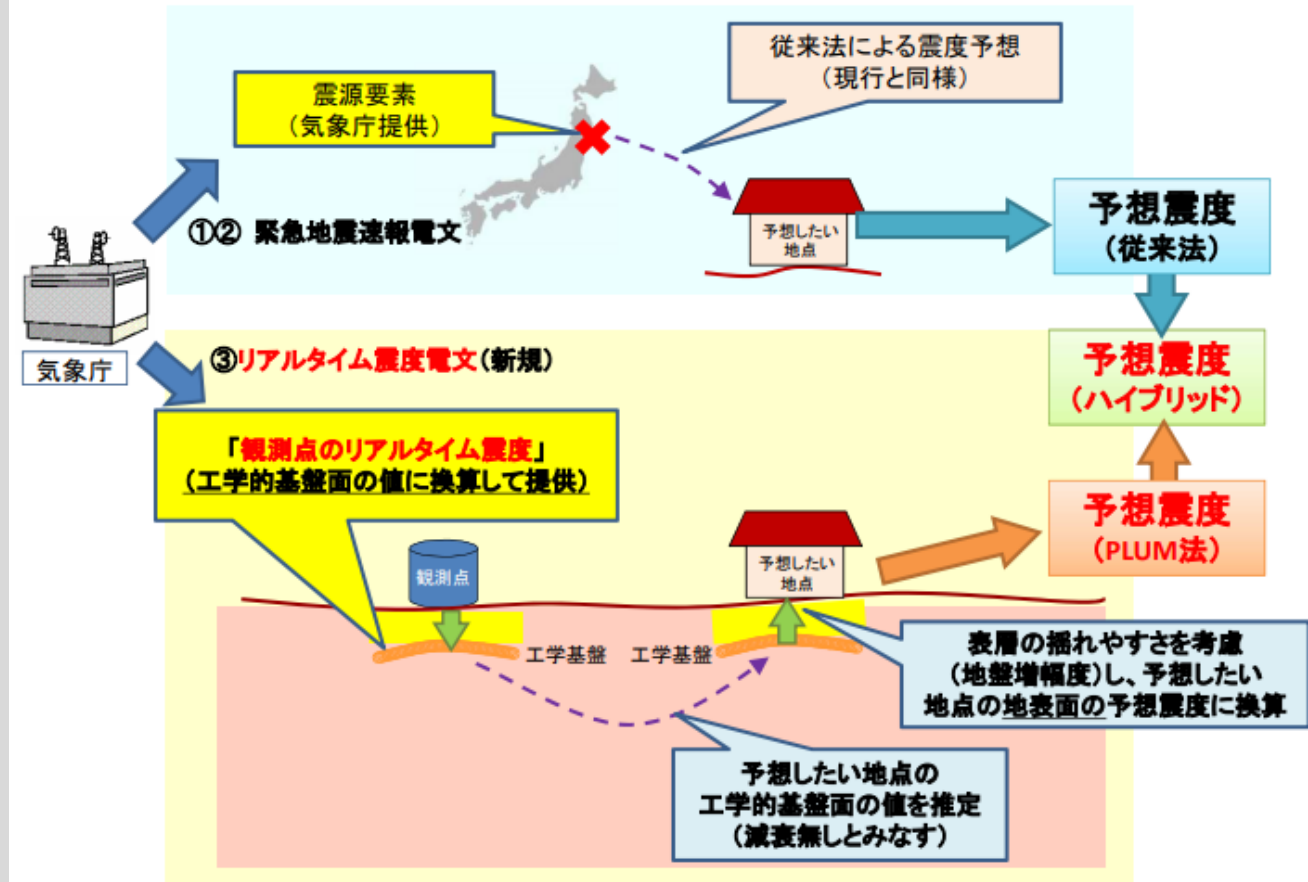 従来法による震度予想
（現行と同様）
震源要素
（気象庁提供）
①② 緊急地震速報電文
予想したい
地点
予想震度
（従来法）
気象庁
③リアルタイム震度電文（新規）
予想震度
（ハイブリッド）
「観測点のリアルタイム震度」
（工学的基盤面の値に換算して提供）
予想震度
（PLUM法）
観測点
予想したい
地点
工学基盤
工学基盤
表層の揺れやすさを考慮
（地盤増幅度）し、予想したい
地点の地表面の予想震度に換算
予想したい地点の
工学的基盤面の値を推定
（減衰無しとみなす）